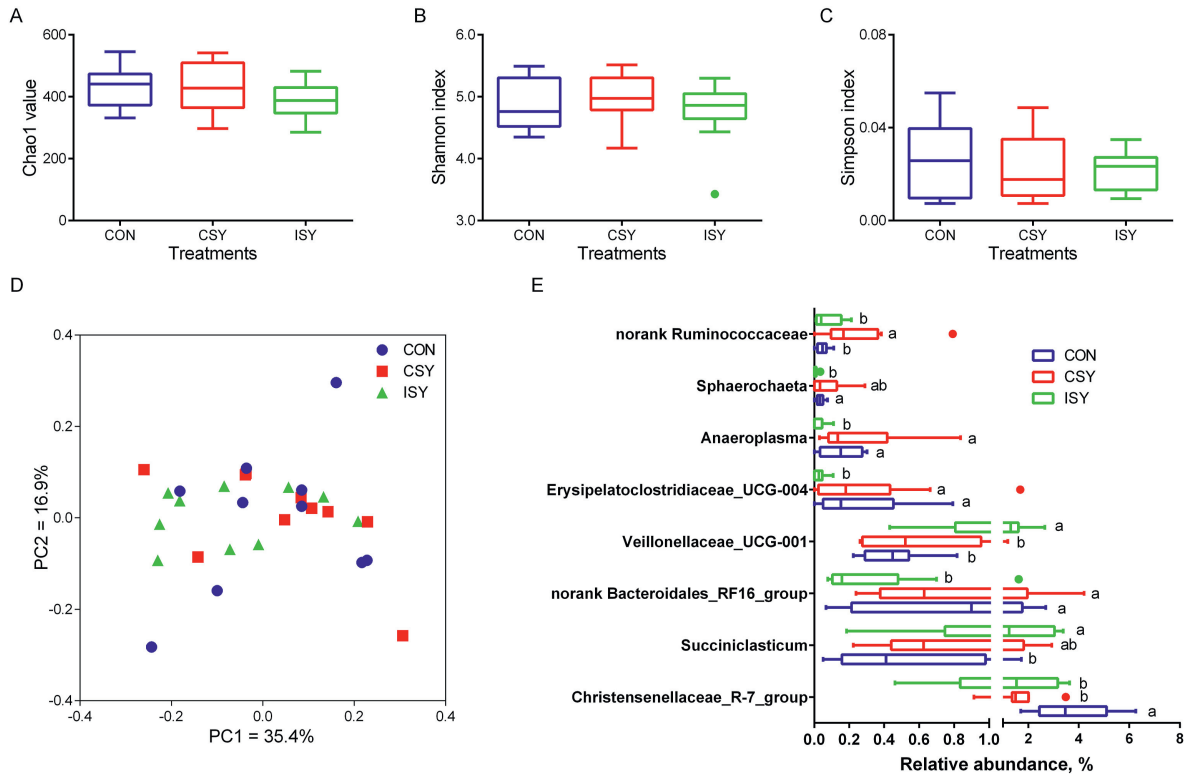 A
600
400
200
0
Chao1 value
CON CSY ISY
Treatments
B
6.0
5.0
4.0
3.0
Shannon index
CON CSY ISY
Treatments
C
0.08
0.04
0.00
Simpson index
CON CSY ISY
Treatments
D
0.4
0.2
0.0
-0.2
-0.4
PC2 = 16.9%
CON
CSY
ISY
-0.4 -0.2 0.0 0.2 0.4
PC1 = 35.4%
E
CON
CSY
ISY
b
norank Ruminococcaceae a
b
b
Sphaerochaeta ab
a
b
Anaeroplasma a
a
b
Erysipelatoclostridiaceae_UCG-004 a
a
a
Veillonellaceae_UCG-001 b
b
b
norank Bacteroidales_RF16_group a
a
a
Succiniclasticum ab
b
b
Christensenellaceae_R-7_group b
a
0.0 0.2 0.4 0.6 0.8 1.0 2 4 6 8
Relative abundance, %